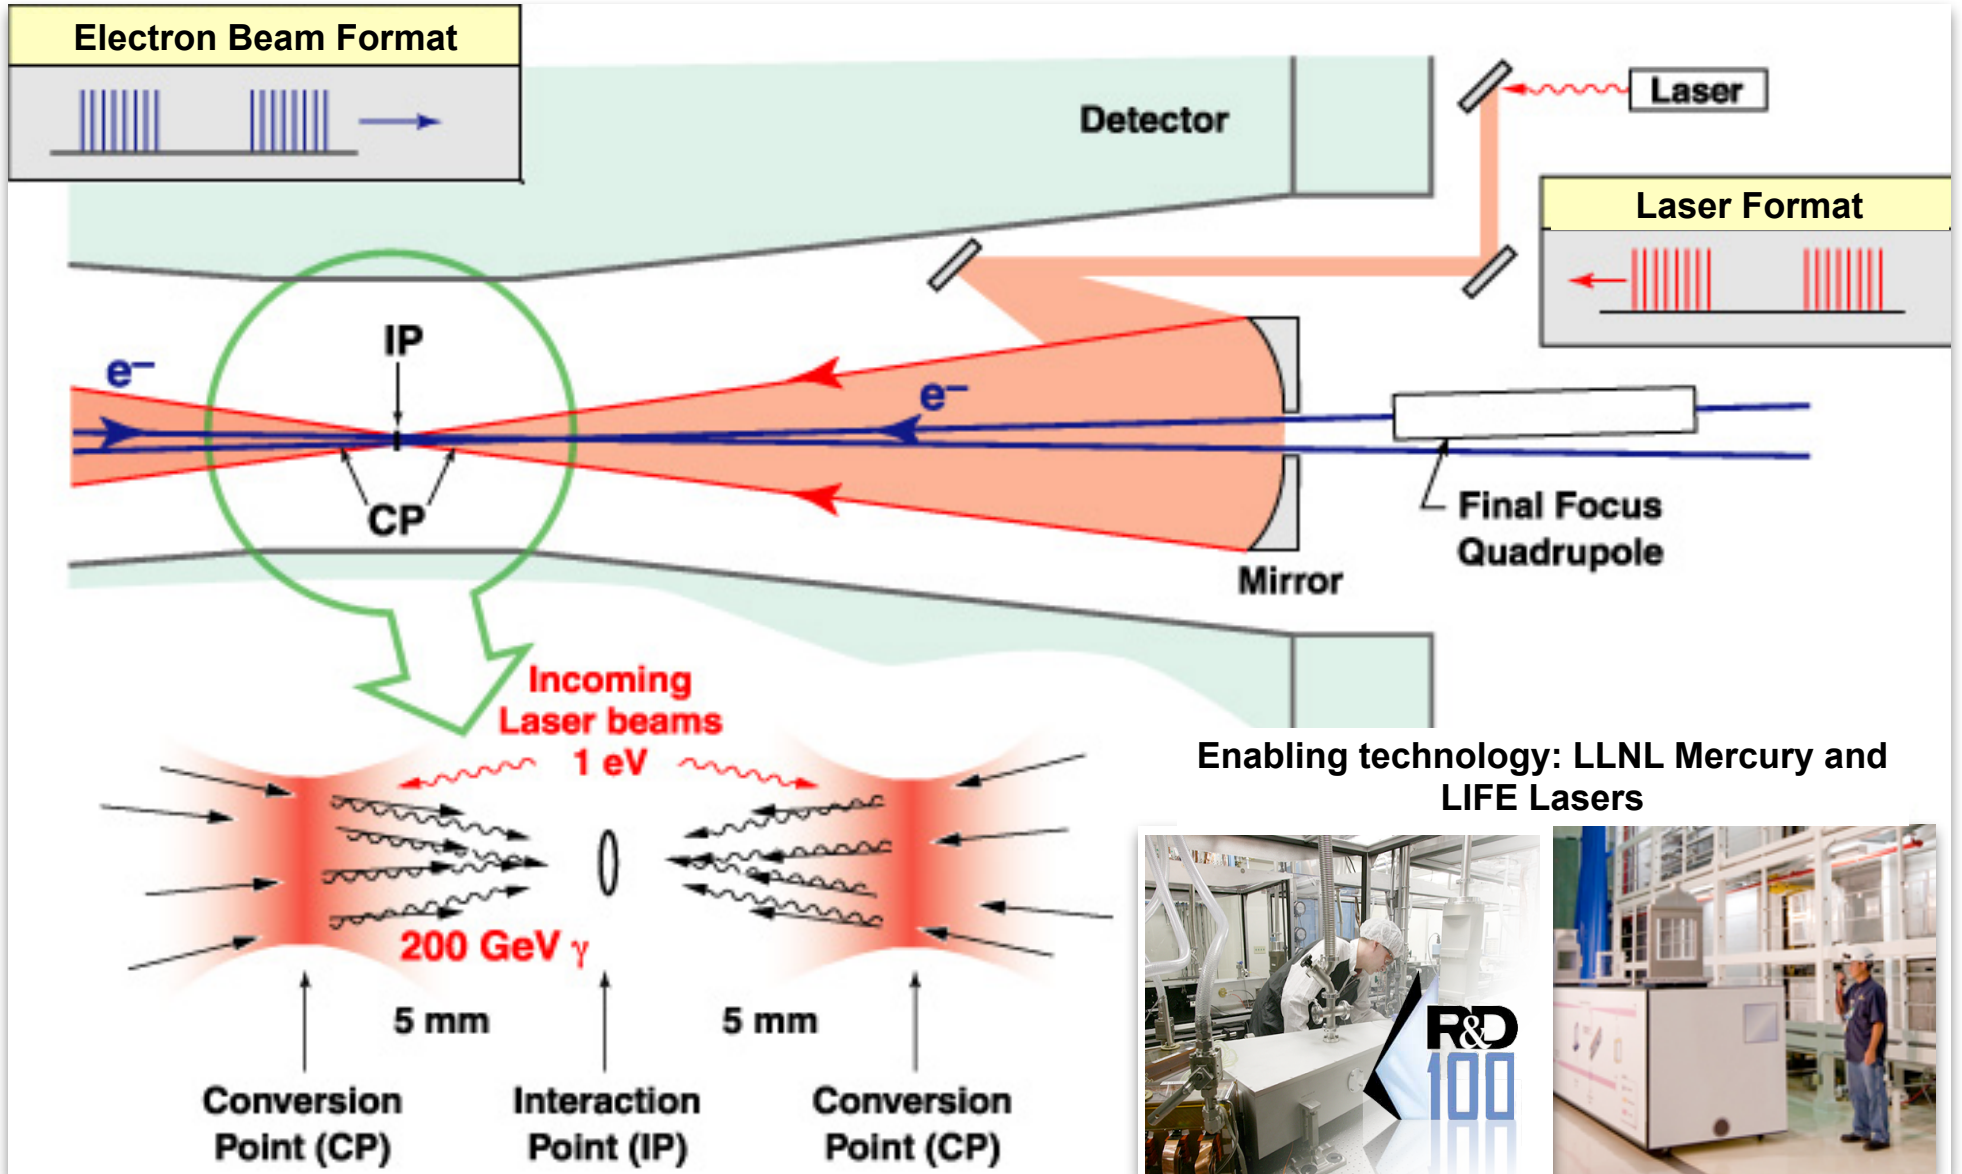 Electron Beam Format
Detector
Laser
Laser Format
IP
e–
e–
CP
Final Focus
Quadrupole
Mirror
Incoming
Laser beams
1 eV
200 GeV γ
5 mm
5 mm
Conversion
Point (CP)
Interaction
Point (IP)
Conversion
Point (CP)
Enabling technology: LLNL Mercury and
LIFE Lasers
R&D
100